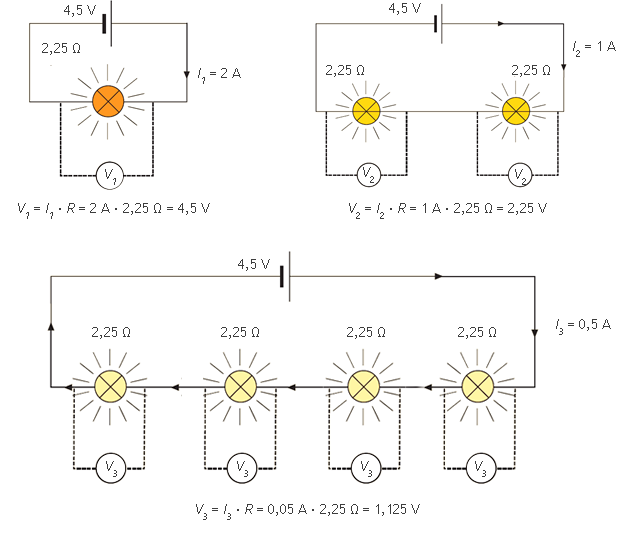 4,5 V
2,25 Ω
I₁ = 2 A
V₁
V₁ = I₁ · R = 2 A · 2,25 Ω = 4,5 V
4,5 V
I₂ = 1 A
2,25 Ω
2,25 Ω
V₂
V₂
V₂ = I₂ · R = 1 A · 2,25 Ω = 2,25 V
4,5 V
I₃ = 0,5 A
2,25 Ω
2,25 Ω
2,25 Ω
2,25 Ω
V₃
V₃
V₃
V₃
V₃ = I₃ · R = 0,05 A · 2,25 Ω = 1,125 V